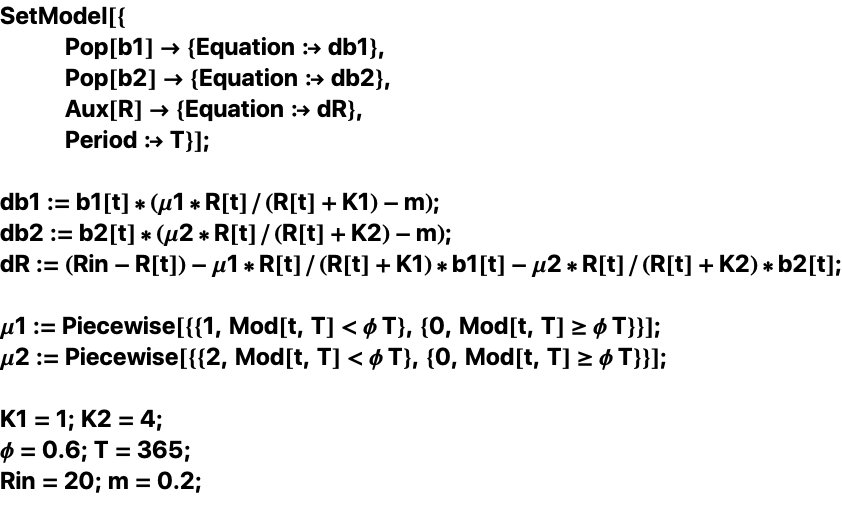 SetModel[{
Pop[b1] → {Equation :→ db1},
Pop[b2] → {Equation :→ db2},
Aux[R] → {Equation :→ dR},
Period :→ T}];
db1 := b1[t] * (μ1 * R[t] / (R[t] + K1) − m);
db2 := b2[t] * (μ2 * R[t] / (R[t] + K2) − m);
dR := (Rin − R[t]) − μ1 * R[t] / (R[t] + K1) * b1[t] − μ2 * R[t] / (R[t] + K2) * b2[t];
μ1 := Piecewise[{{1, Mod[t, T] < ϕ T}, {0, Mod[t, T] ≥ ϕ T}}];
μ2 := Piecewise[{{2, Mod[t, T] < ϕ T}, {0, Mod[t, T] ≥ ϕ T}}];
K1 = 1; K2 = 4;
ϕ = 0.6; T = 365;
Rin = 20; m = 0.2;